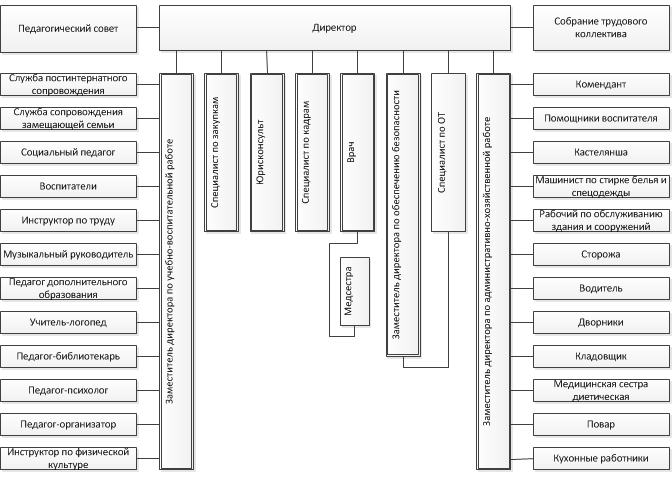 Педагогический совет
Директор
Собрание трудового
коллектива
Служба постинтернатного
сопровождения
Служба сопровождения
замещающей семьи
Социальный педагог
Воспитатели
Инструктор по труду
Музыкальный руководитель
Педагог дополнительного
образования
Учитель-логопед
Педагог-библиотекарь
Педагог-психолог
Педагог-организатор
Инструктор по физической
культуре
Заместитель директора по учебно-воспитательной работе
Специалист по закупкам
Юрисконсульт
Специалист по кадрам
Врач
Медсестра
Заместитель директора по обеспечению безопасности
Специалист по ОТ
Заместитель директора по административно-хозяйственной работе
Комендант
Помощники воспитателя
Кастелянша
Машинист по стирке белья и
спецодежды
Рабочий по обслуживанию
здания и сооружений
Сторожа
Водитель
Дворники
Кладовщик
Медицинская сестра
диетическая
Повар
Кухонные работники